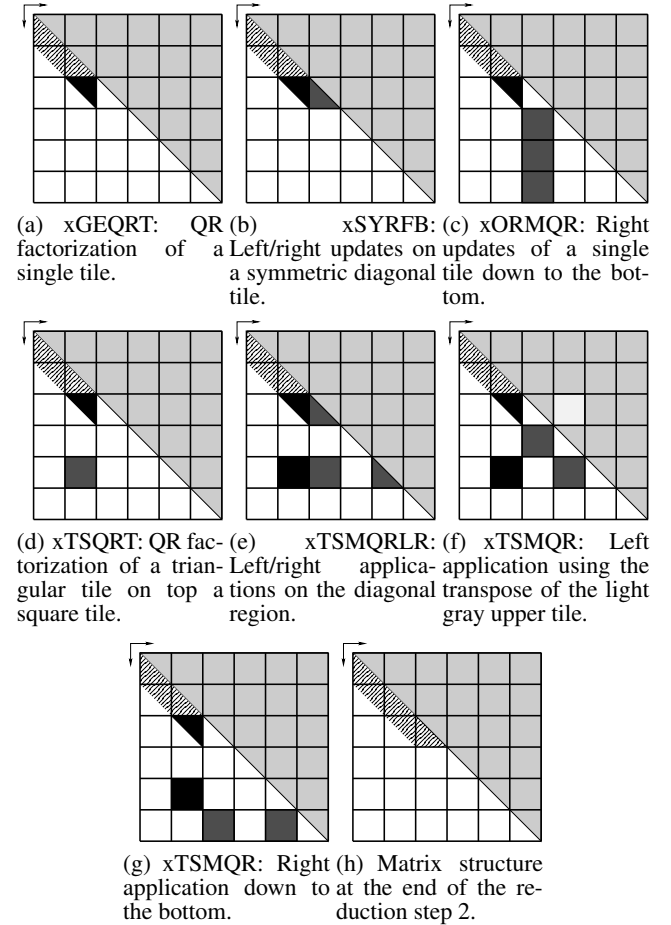 (a) xGEQRT: QR factorization of a single tile.
(b) xSYRFB: Left/right updates on a symmetric diagonal tile.
(c) xORMQR: Right updates of a single tile down to the bot-
tom.
(d) xTSQRT: QR fac-
torization of a trian-
gular tile on top a
square tile.
(e) xTSMQRLR:
Left/right applica-
tions on the diagonal
region.
(f) xTSMQR: Left
application using the
transpose of the light
gray upper tile.
(g) xTSMQR: Right
application down to
the bottom.
(h) Matrix structure
at the end of the re-
duction step 2.